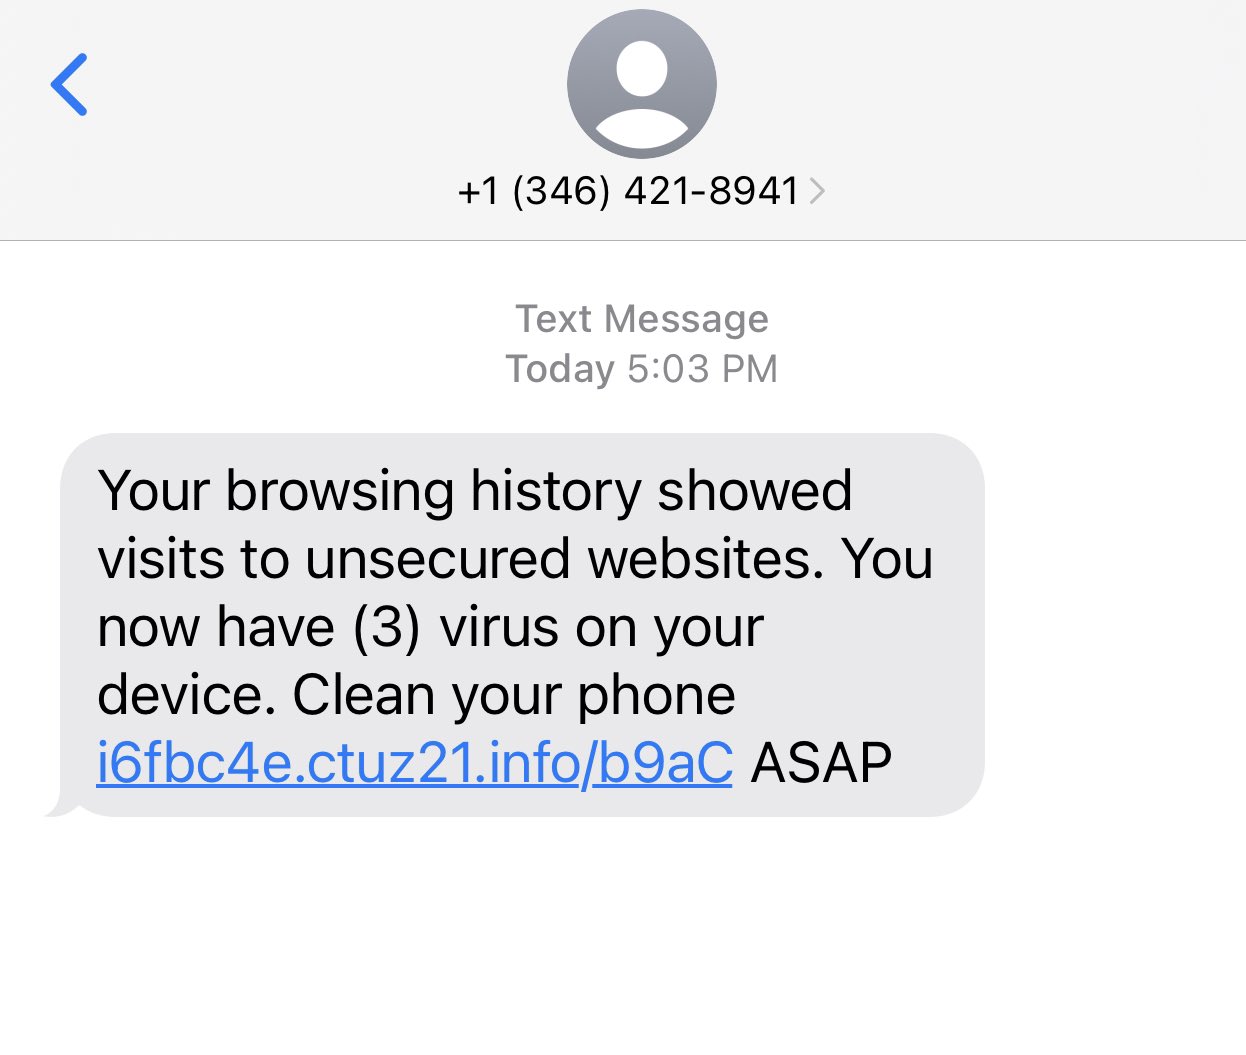 +1 (346) 421-8941
Text Message
Today 5:03 PM
Your browsing history showed
visits to unsecured websites. You
now have (3) virus on your
device. Clean your phone
i6fbc4e.ctuz21.info/b9aC ASAP